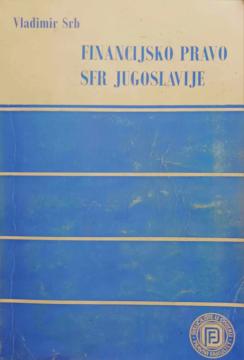 Vladimir Srb
FINANCIJSKO PRAVO
SFR JUGOSLAVIJE